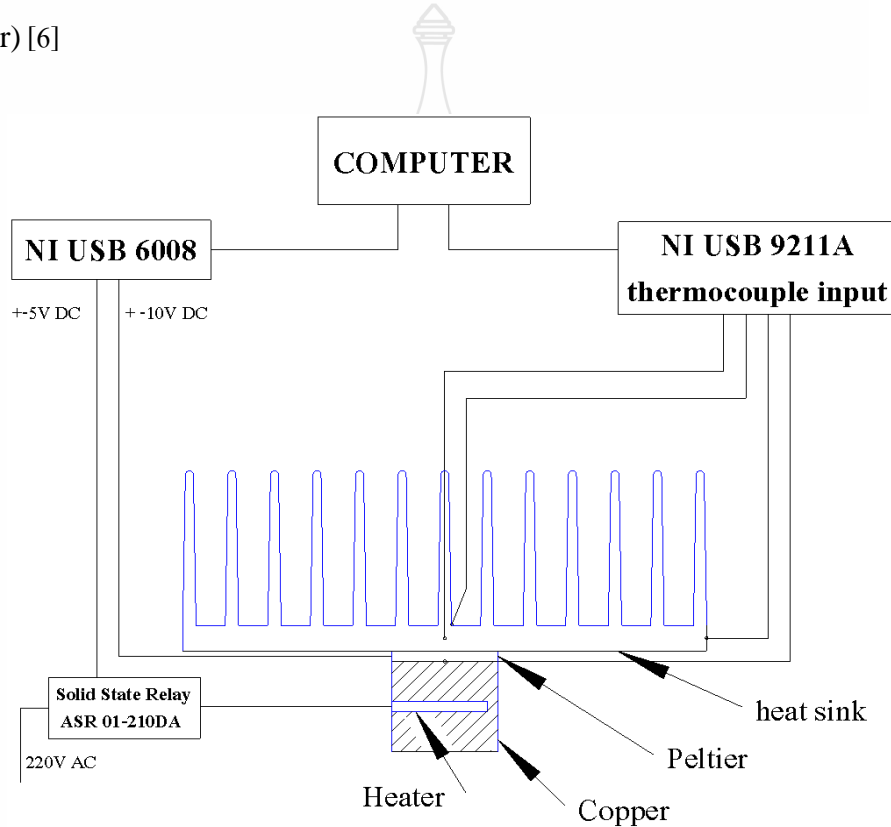 r) [6]
COMPUTER
NI USB 6008
NI USB 9211A
thermocouple input
+-5V DC
+ -10V DC
Solid State Relay
ASR 01-210DA
220V AC
heat sink
Peltier
Heater
Copper